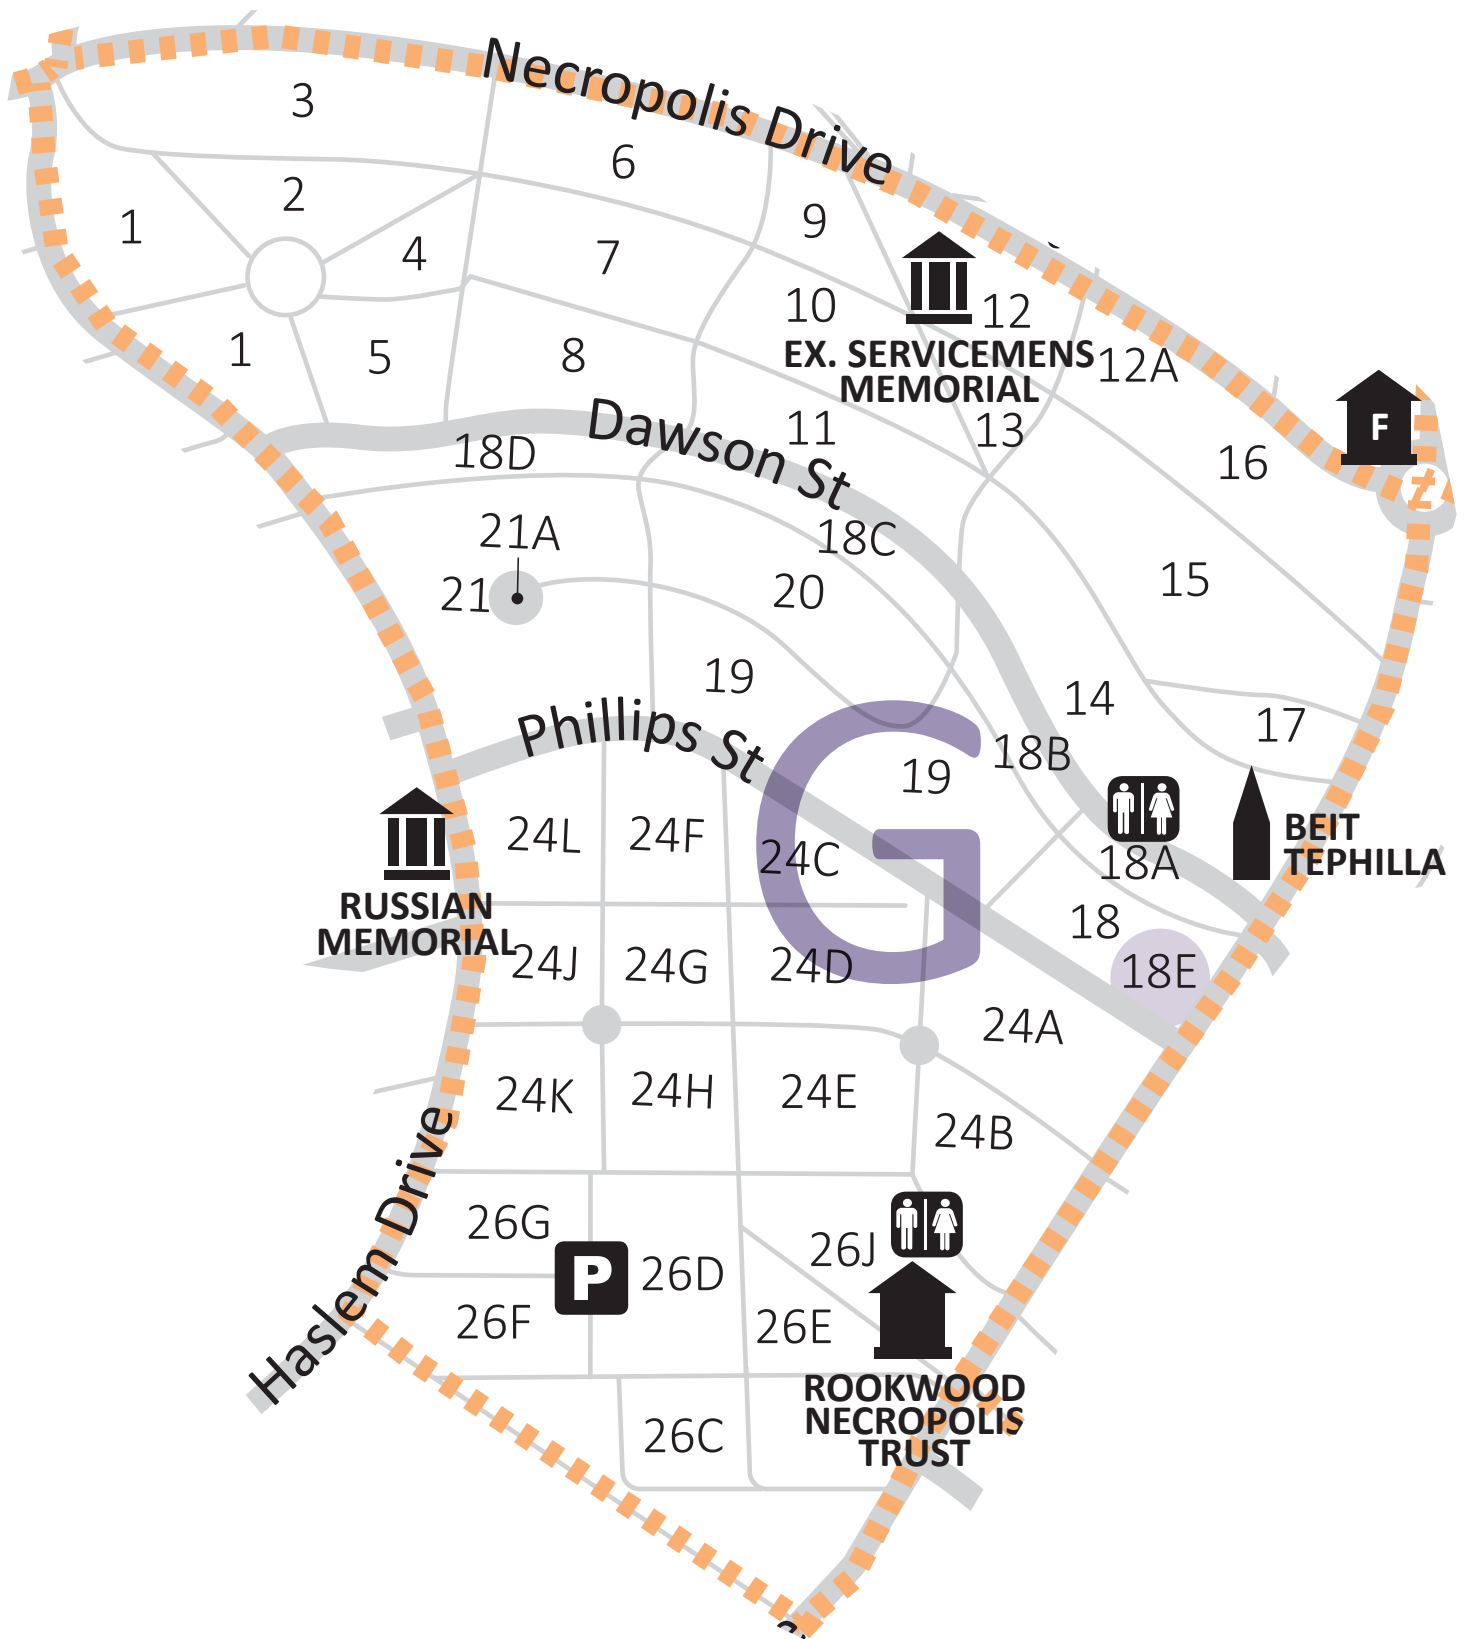 Necropolis Drive
3
6
2
1
9
4
7
10
12
EX. SERVICEMENS
MEMORIAL
12A
1
5
8
F
Dawson St
11
13
18D
16
21A
18C
21
20
15
19
14
17
Phillips St
18B
19
G
24L
24F
24C
18A
BEIT
TEPHILLA
RUSSIAN
MEMORIAL
18
24J
24G
24D
18E
24A
24K
24H
24E
24B
Haslem Drive
26G
26J
P
26D
26F
26E
ROOKWOOD
NECROPOLIS
TRUST
26C